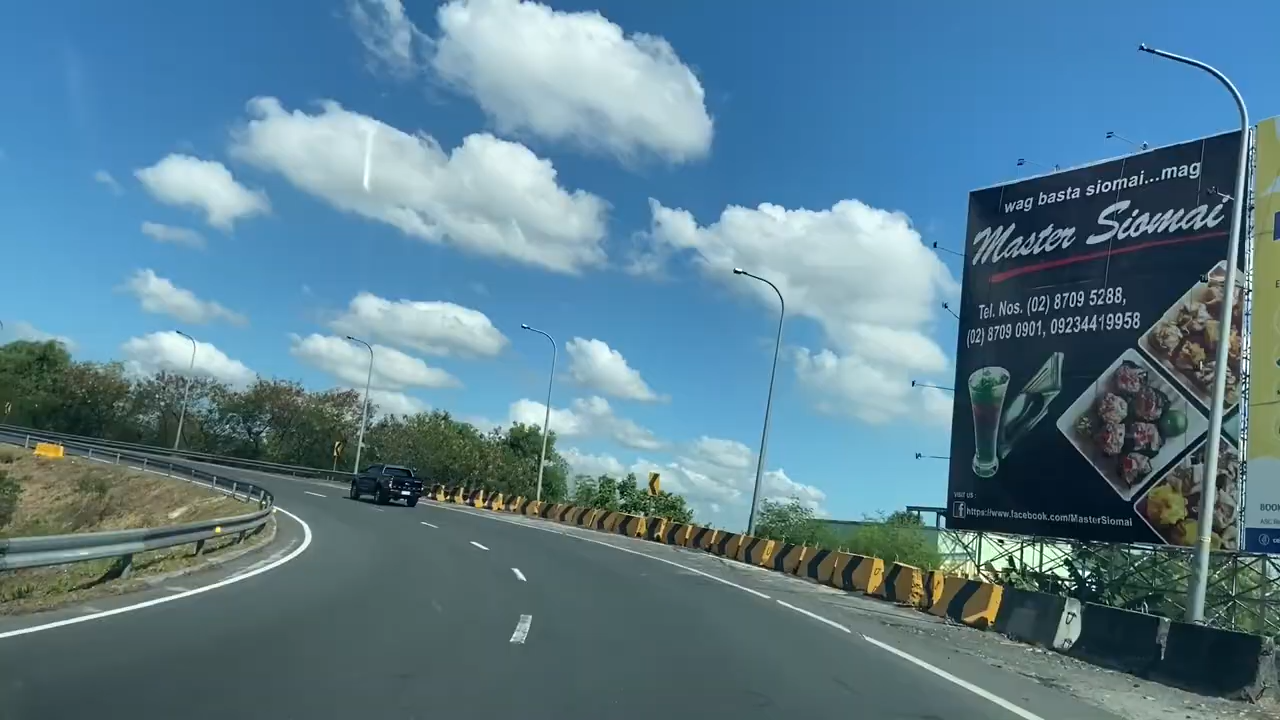 wag basta siomai...mag
Master Siomai
Tel. Nos. (02) 8709 5288,
(02) 8709 0901, 09234419958
VISIT US :
https://www.facebook.com/MasterSiomai